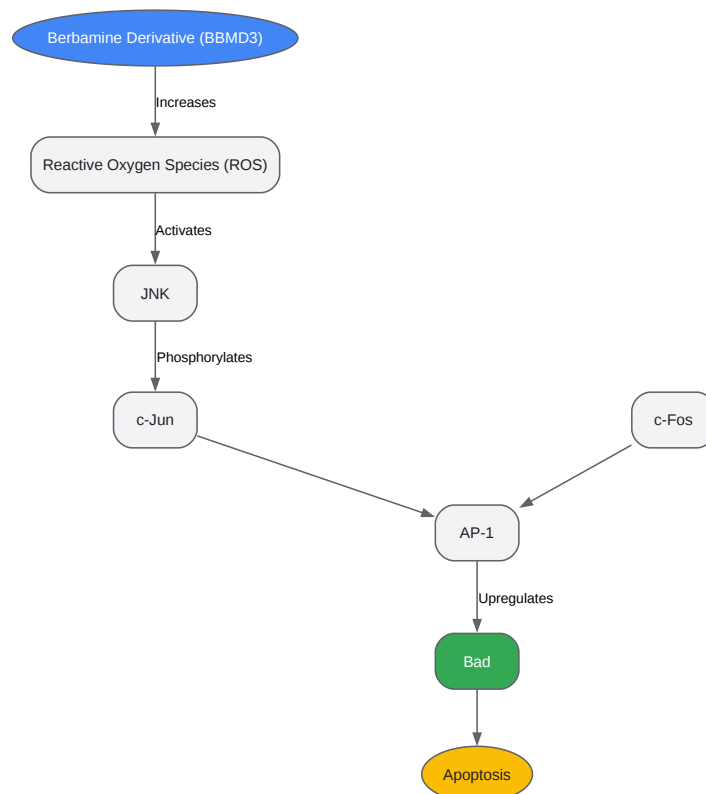 Berbamine Derivative (BBMD3)
Increases
Reactive Oxygen Species (ROS)
Activates
JNK
Phosphorylates
c-Jun
c-Fos
AP-1
Upregulates
Bad
Apoptosis